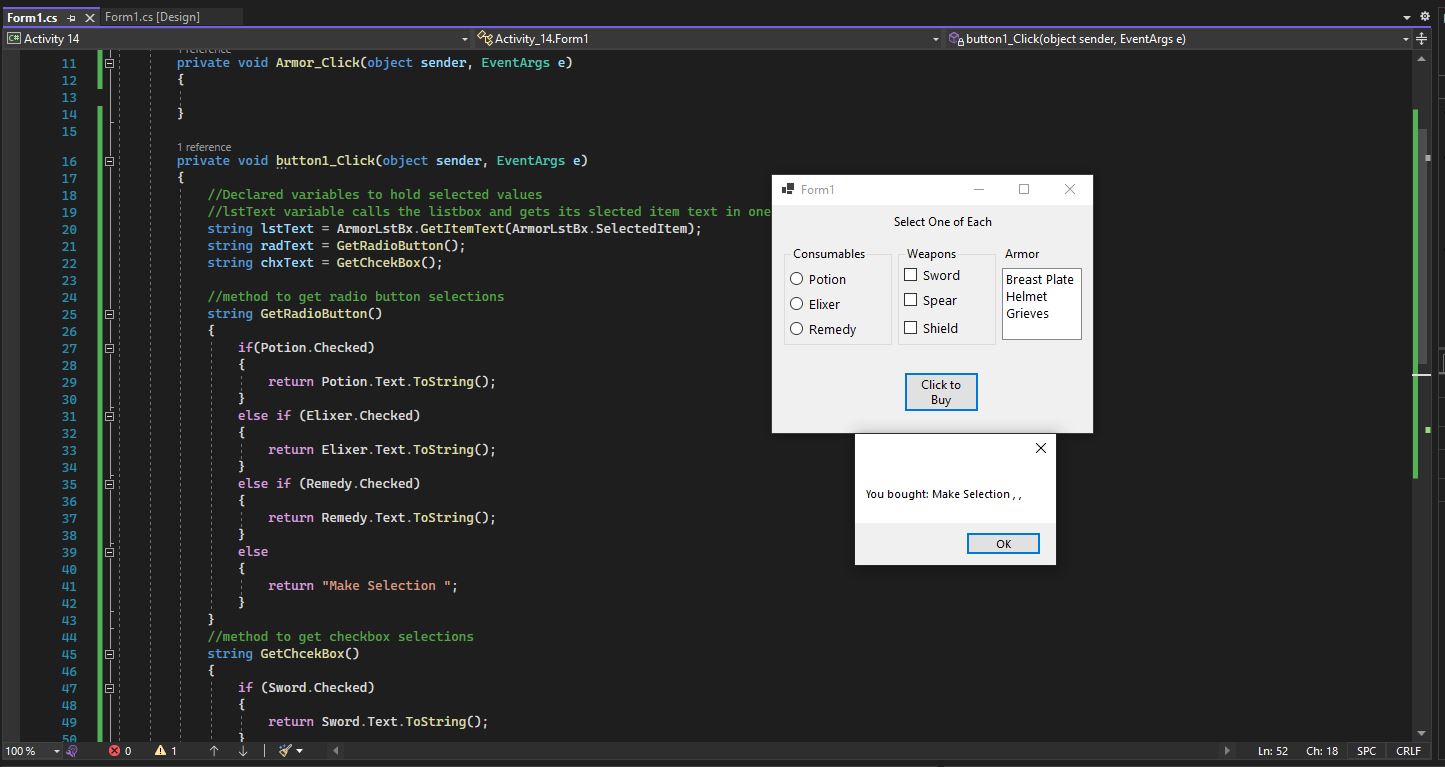 Form1.cs Form1.cs [Design]
C# Activity 14 Activity_14.Form1 button1_Click(object sender, EventArgs e)
1 reference
11 private void Armor_Click(object sender, EventArgs e)
12 {
13
14 }
15
1 reference
16 private void button1_Click(object sender, EventArgs e)
17 {
18 //Declared variables to hold selected values
19 //lstText variable calls the listbox and gets its slected item text in one
20 string lstText = ArmorLstBx.GetItemText(ArmorLstBx.SelectedItem);
21 string radText = GetRadioButton();
22 string chxText = GetChcekBox();
23
24 //method to get radio button selections
25 string GetRadioButton()
26 {
27 if(Potion.Checked)
28 {
29 return Potion.Text.ToString();
30 }
31 else if (Elixer.Checked)
32 {
33 return Elixer.Text.ToString();
34 }
35 else if (Remedy.Checked)
36 {
37 return Remedy.Text.ToString();
38 }
39 else
40 {
41 return "Make Selection ";
42 }
43 }
44 //method to get checkbox selections
45 string GetChcekBox()
46 {
47 if (Sword.Checked)
48 {
49 return Sword.Text.ToString();
50 }
Form1
Select One of Each
Consumables Weapons Armor
Potion Sword Breast Plate
Elixer Spear Helmet
Remedy Shield Grieves
Click to
Buy
You bought: Make Selection , ,
OK
100 % 0 1 Ln: 52 Ch: 18 SPC CRLF